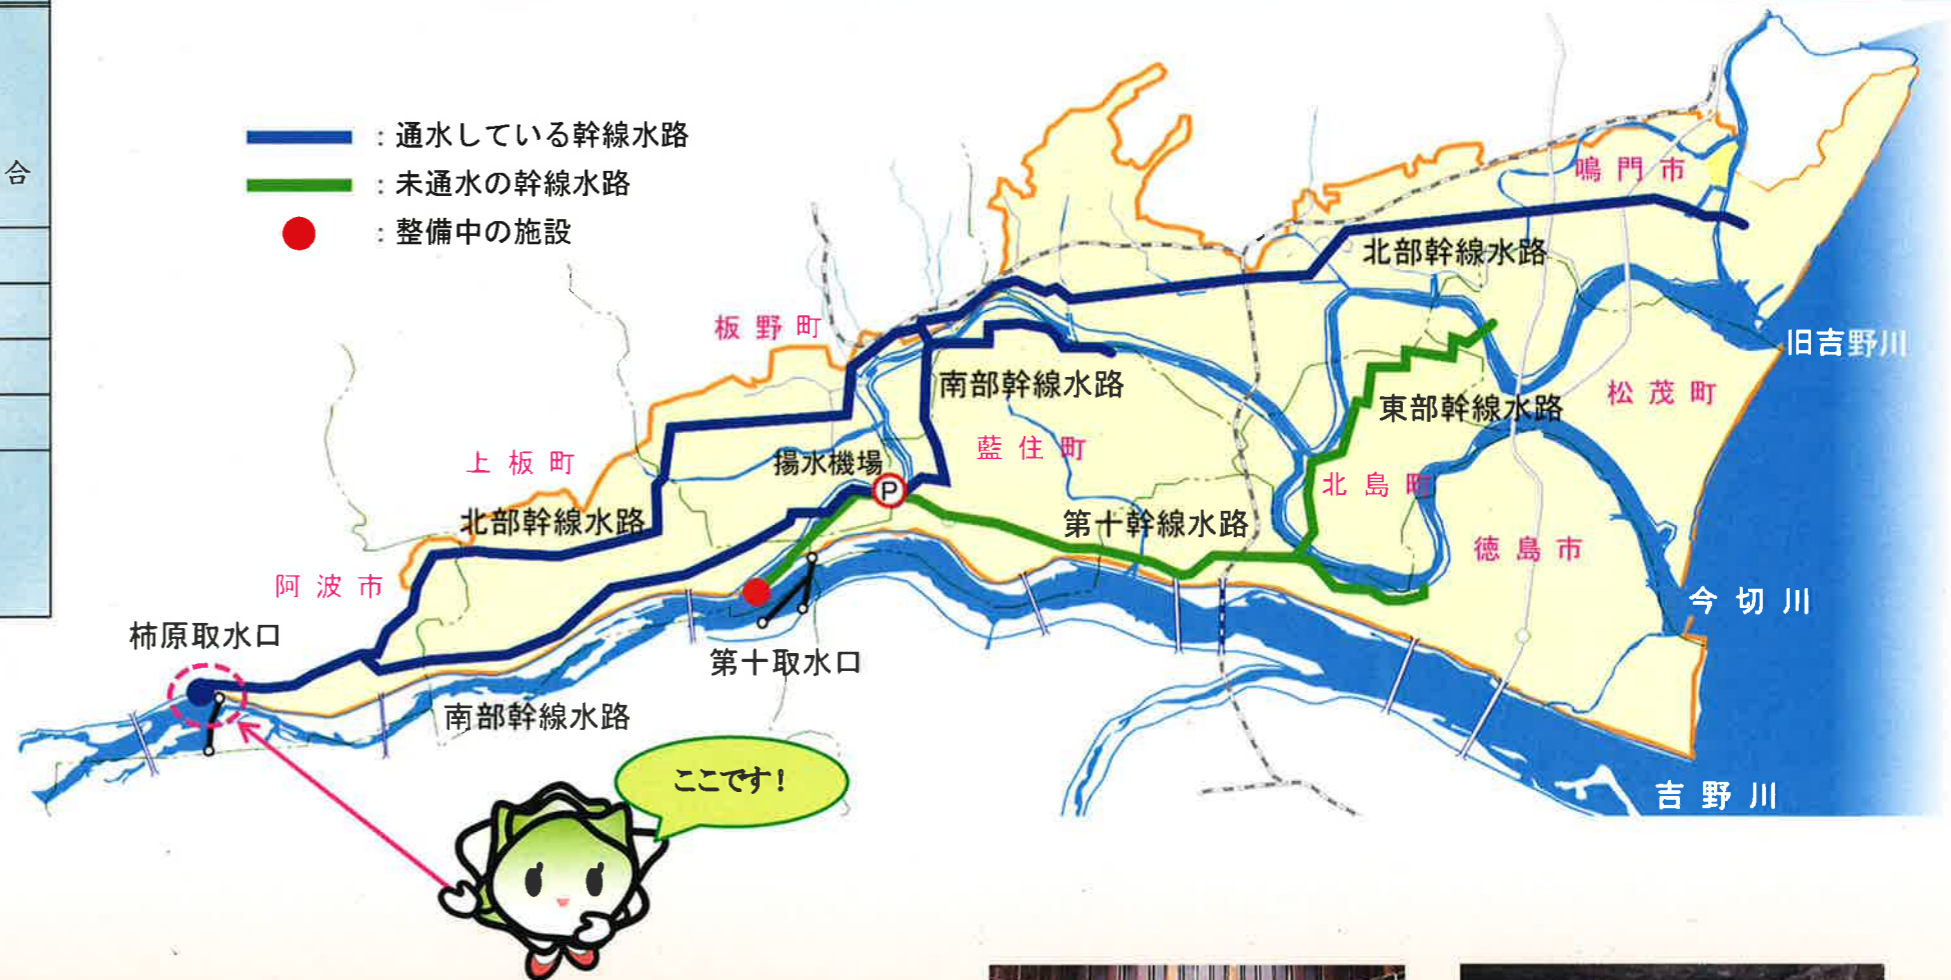 合
：通水している幹線水路
：未通水の幹線水路
：整備中の施設
鳴門市
北部幹線水路
板野町
旧吉野川
南部幹線水路
松茂町
東部幹線水路
藍住町
上板町
揚水機場
P
北島町
北部幹線水路
第十幹線水路
徳島市
阿波市
今切川
柿原取水口
第十取水口
南部幹線水路
ここです！
吉野川